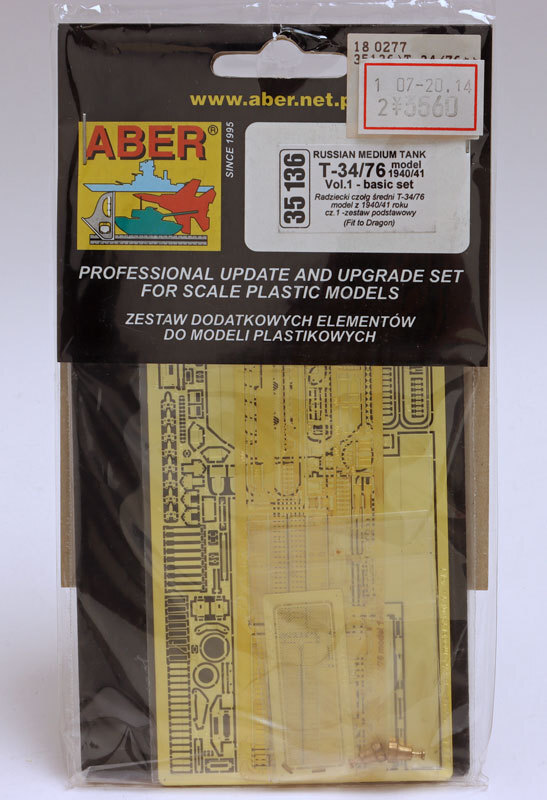 18 0277
1 07-20.14
2¥5560
www.aber.net.p
ABER®
SINCE 1995
35 136
RUSSIAN MEDIUM TANK
T-34/76 model 1940/41
Vol.1 - basic set
Radziecki czołg średni T-34/76
model z 1940/41 roku
cz.1 -zestaw podstawowy
(Fit to Dragon)
PROFESSIONAL UPDATE AND UPGRADE SET
FOR SCALE PLASTIC MODELS
ZESTAW DODATKOWYCH ELEMENTÓW
DO MODELI PLASTIKOWYCH